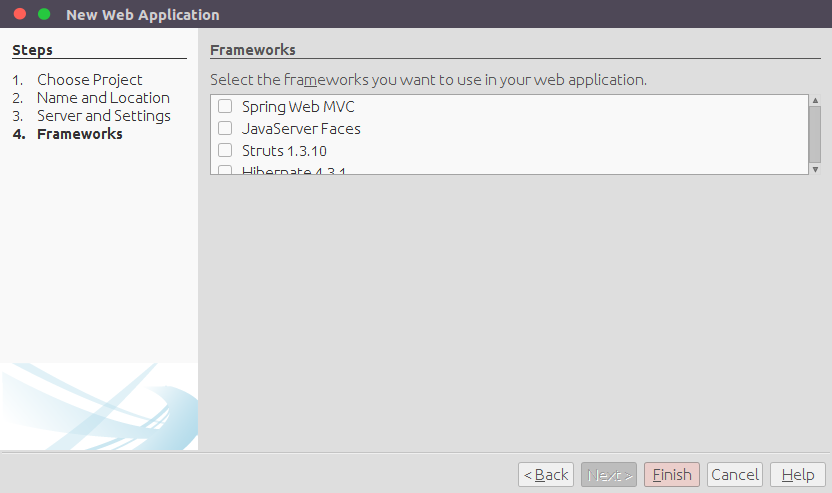 New Web Application
Steps
1. Choose Project
2. Name and Location
3. Server and Settings
4. Frameworks
Frameworks
Select the frameworks you want to use in your web application.
Spring Web MVC
JavaServer Faces
Struts 1.3.10
Hibernate 4.3.1
< Back
Next >
Finish
Cancel
Help